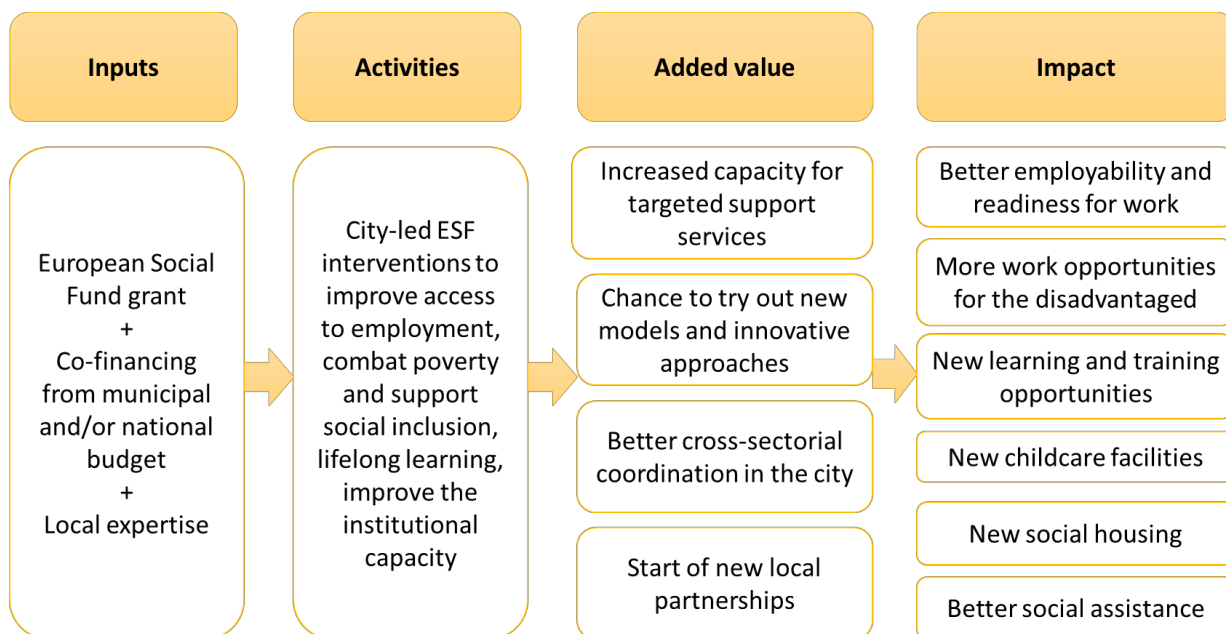 Inputs
Activities
Added value
Impact
European Social
Fund grant
+
Co-financing
from municipal
and/or national
budget
+
Local expertise
City-led ESF
interventions to
improve access
to employment,
combat poverty
and support
social inclusion,
lifelong learning,
improve the
institutional
capacity
Increased capacity for
targeted support
services
Chance to try out new
models and innovative
approaches
Better cross-sectorial
coordination in the city
Start of new local
partnerships
Better employability and
readiness for work
More work opportunities
for the disadvantaged
New learning and training
opportunities
New childcare facilities
New social housing
Better social assistance